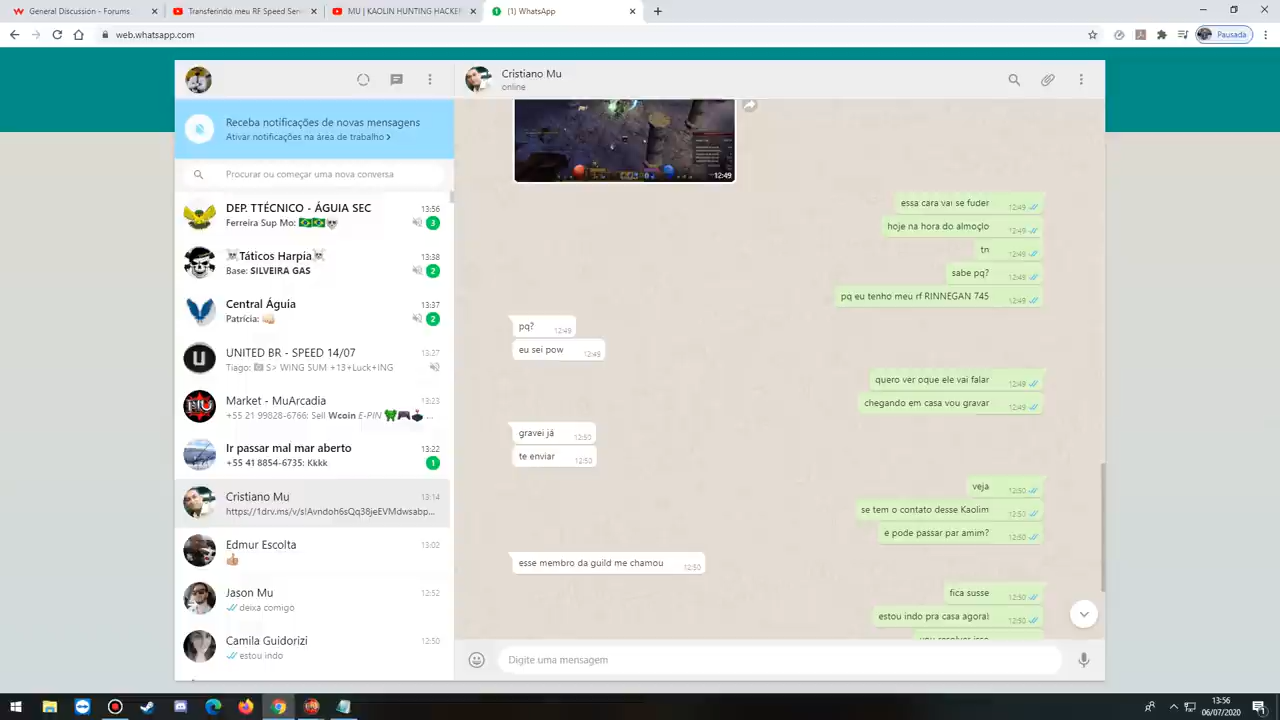 General Discussion - Forums
Transferindo meu RF Speed Serve
MU | KAOLIN HUNTING HACKER
(1) WhatsApp
web.whatsapp.com
Pausada
Receba notificações de novas mensagens
Ativar notificações na área de trabalho >
Procurar ou começar uma nova conversa
DEP. TTÉCNICO - ÁGUIA SEC 13:56
Ferreira Sup Mo: 🇧🇷🇧🇷💀 3
☠Táticos Harpia☠ 13:38
Base: SILVEIRA GAS 2
Central Águia 13:37
Patrícia: 👊🏻 2
UNITED BR - SPEED 14/07 13:27
Tiago: S> WING SUM +13+Luck+ING
Market - MuArcadia 13:23
+55 21 99828-6766: Sell Wcoin E-PIN ...
Ir passar mal mar aberto 13:22
+55 41 8854-6735: Kkkk 1
Cristiano Mu 13:14
https://1drv.ms/v/s!Avndoh6sQq38jeEVMdwsabp...
Edmur Escolta 13:02
👍🏼
Jason Mu 12:52
deixa comigo
Camila Guidorizi 12:50
estou indo
Cristiano Mu
online
12:49
essa cara vai se fuder 12:49
hoje na hora do almoçlo 12:49
tn 12:49
sabe pq? 12:49
pq eu tenho meu rf RINNEGAN 745 12:49
pq? 12:49
eu sei pow 12:49
quero ver oque ele vai falar 12:49
chegando em casa vou gravar 12:49
gravei já 12:50
te enviar 12:50
veja 12:50
se tem o contato desse Kaolim 12:50
e pode passar par amim? 12:50
esse membro da guild me chamou 12:50
fica susse 12:50
estou indo pra casa agora) 12:50
vou resolver isso
Digite uma mensagem
13:56
06/07/2020